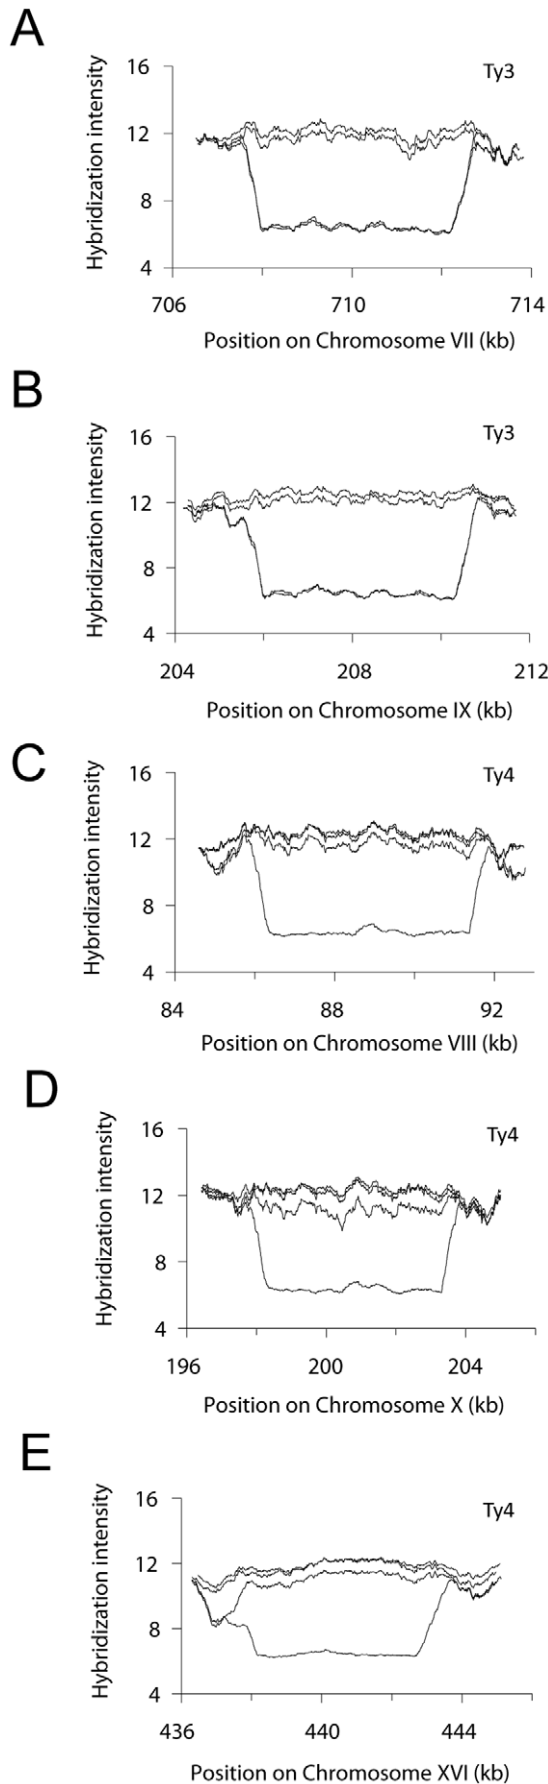 A
Ty3
Hybridization intensity
16
12
8
4
706
710
714
Position on Chromosome VII (kb)
B
Ty3
Hybridization intensity
16
12
8
4
204
208
212
Position on Chromosome IX (kb)
C
Ty4
Hybridization intensity
16
12
8
4
84
88
92
Position on Chromosome VIII (kb)
D
Ty4
Hybridization intensity
16
12
8
4
196
200
204
Position on Chromosome X (kb)
E
Ty4
Hybridization intensity
16
12
8
4
436
440
444
Position on Chromosome XVI (kb)